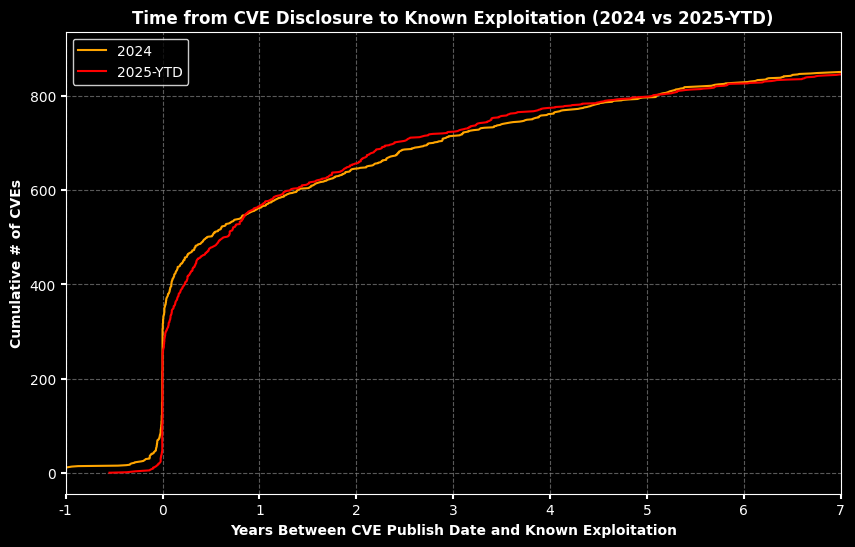 Time from CVE Disclosure to Known Exploitation (2024 vs 2025-YTD)
2024
2025-YTD
Cumulative # of CVEs
800
600
400
200
0
-1 0 1 2 3 4 5 6 7
Years Between CVE Publish Date and Known Exploitation